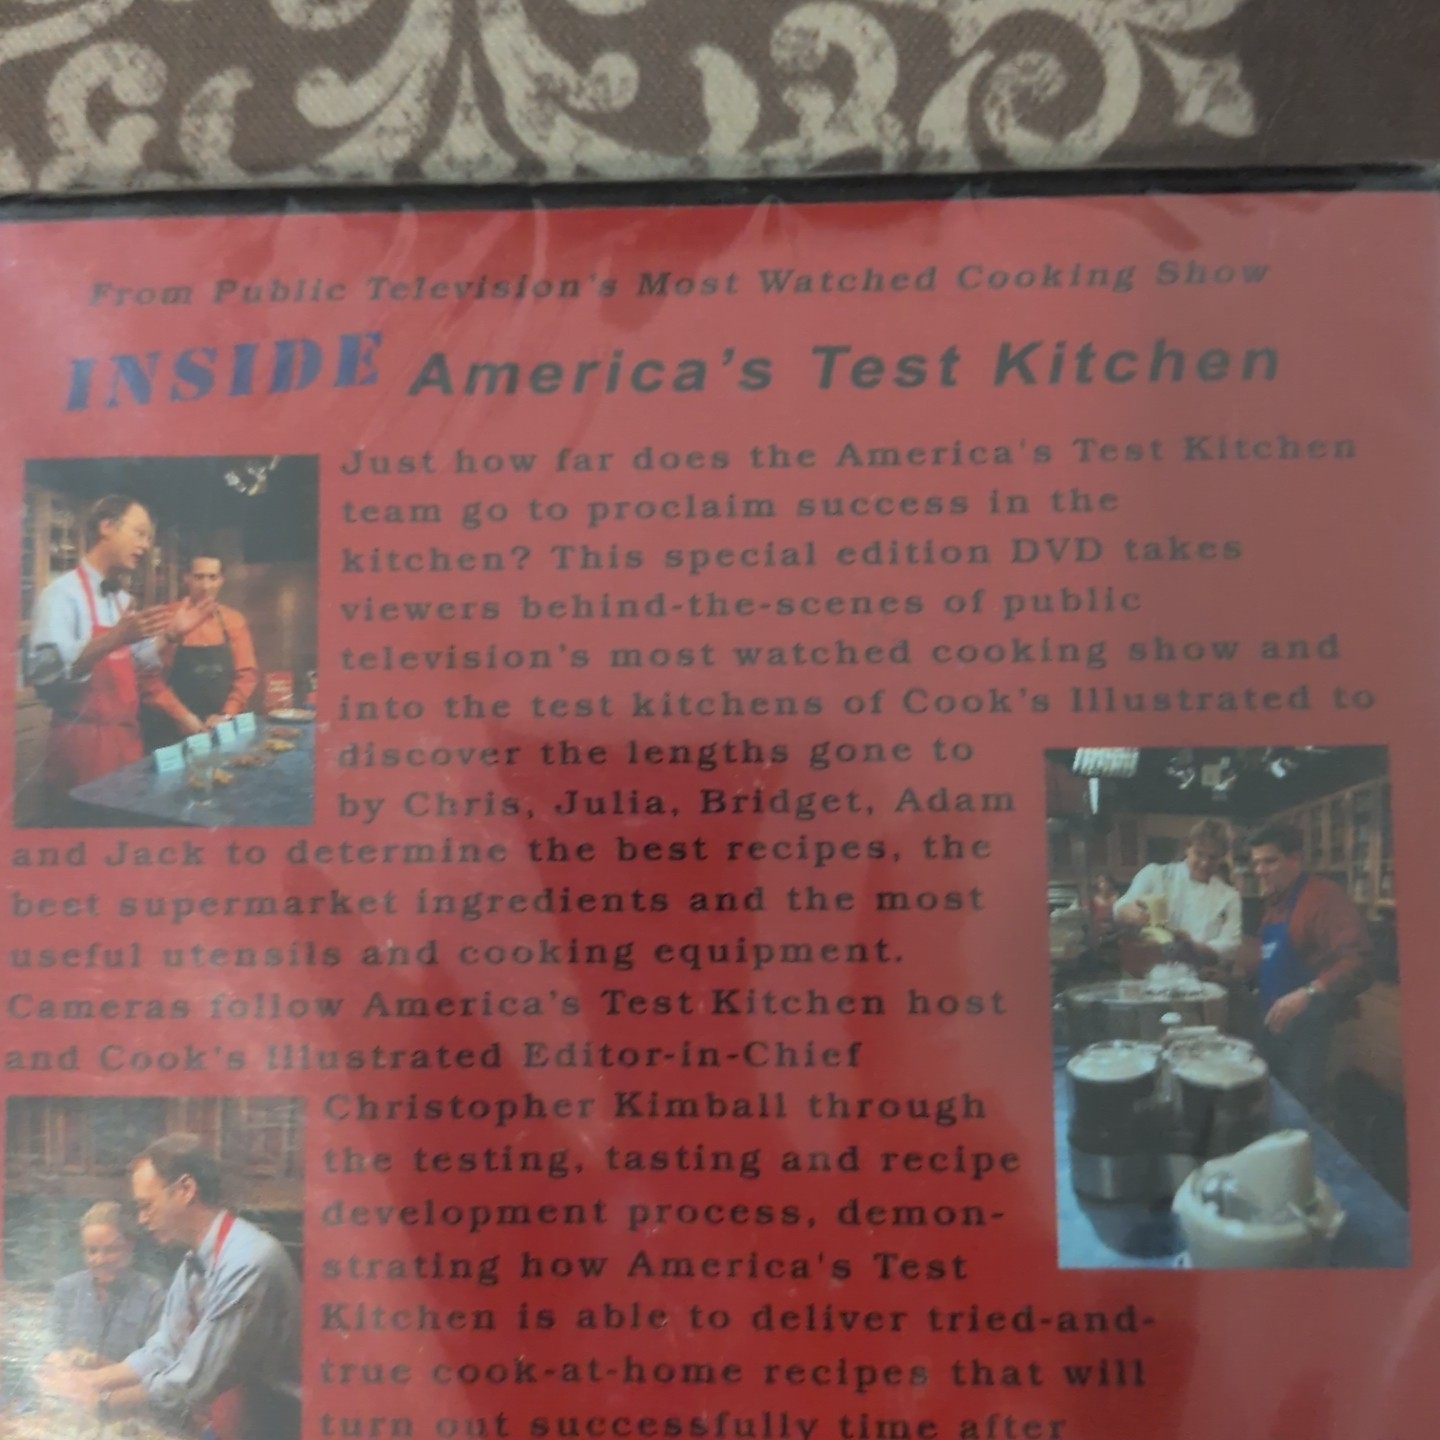 From Public Television's Most Watched Cooking Show
INSIDE America's Test Kitchen
Just how far does the America's Test Kitchen
team go to proclaim success in the
kitchen? This special edition DVD takes
viewers behind-the-scenes of public
television's most watched cooking show and
into the test kitchens of Cook's Illustrated to
discover the lengths gone to
by Chris, Julia, Bridget, Adam
and Jack to determine the best recipes, the
best supermarket ingredients and the most
useful utensils and cooking equipment.
Cameras follow America's Test Kitchen host
and Cook's Illustrated Editor-in-Chief
Christopher Kimball through
the testing, tasting and recipe
development process, demon-
strating how America's Test
Kitchen is able to deliver tried-and-
true cook-at-home recipes that will
turn out successfully time after